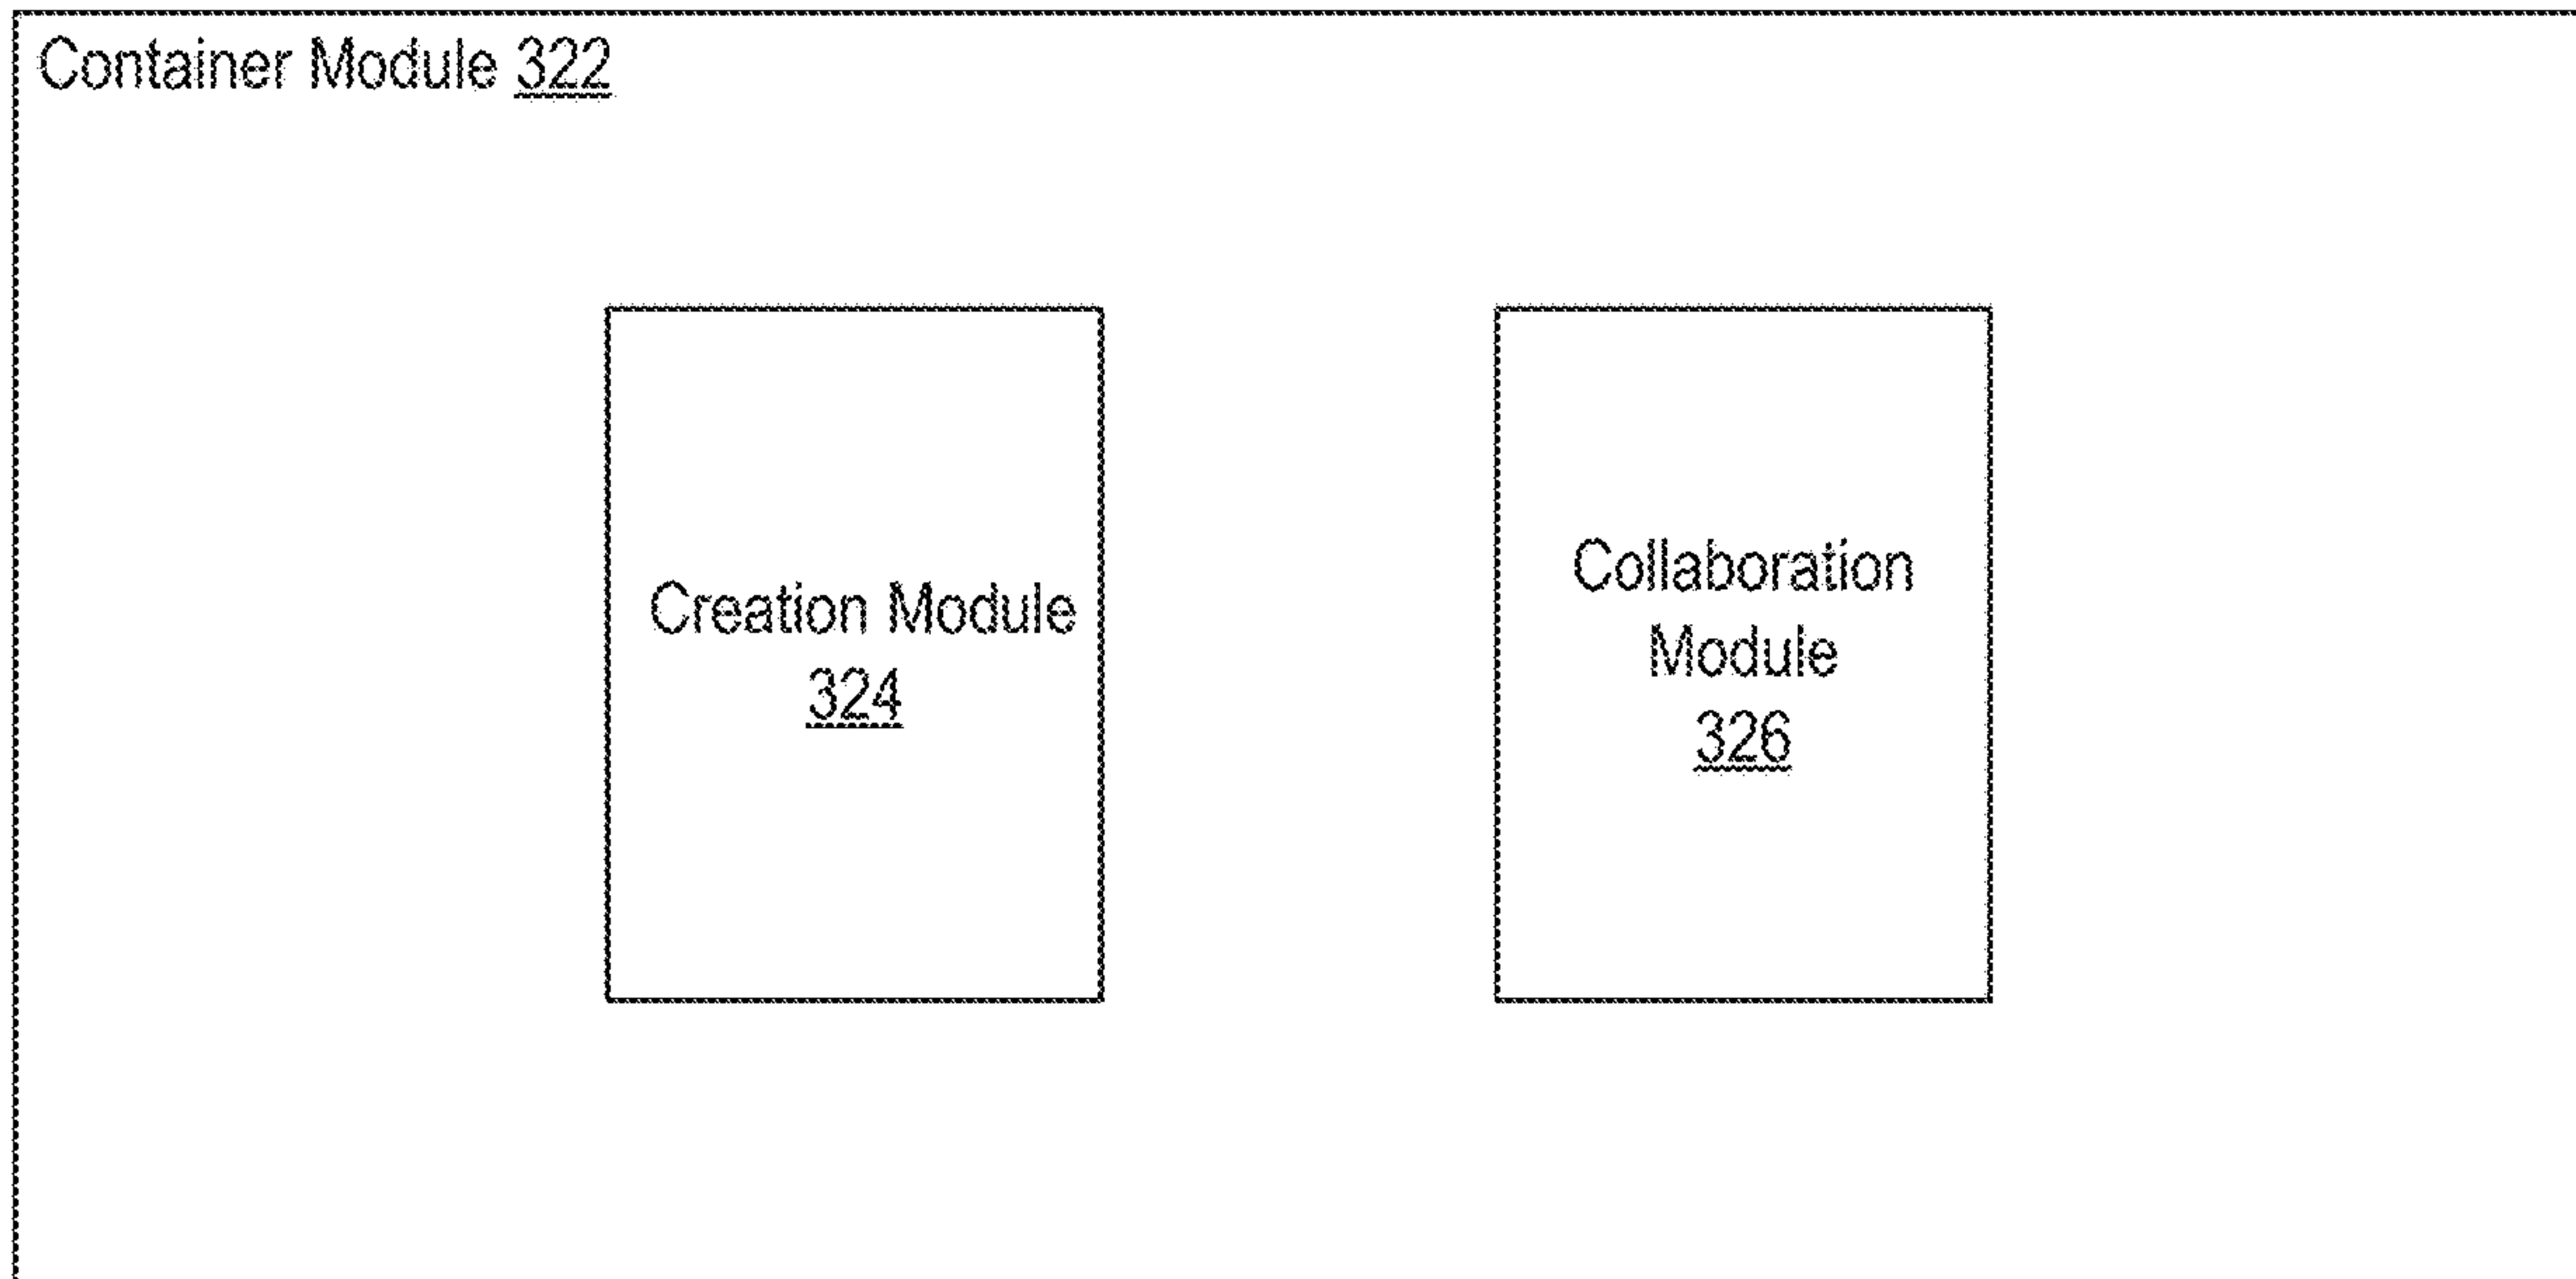 Container Module 322
Creation Module
324
Collaboration
Module
326